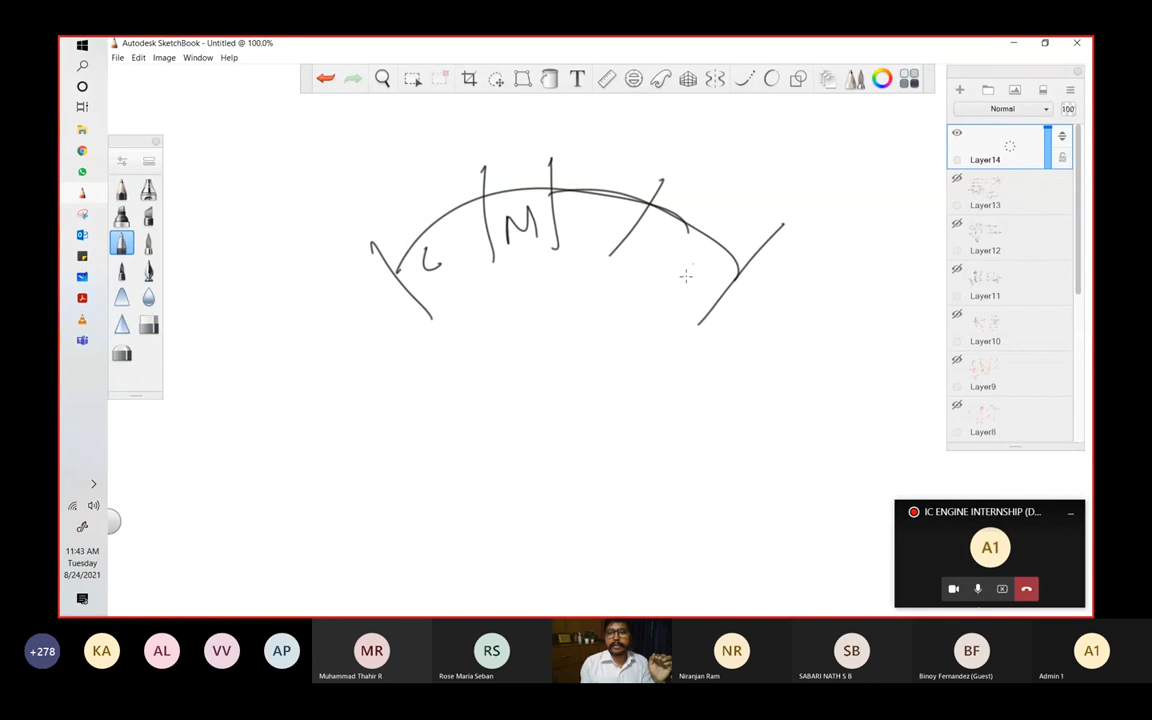 Autodesk SketchBook - Untitled @ 100.0%
File Edit Image Window Help
Normal
100
Layer14
Layer13
Layer12
Layer11
Layer10
Layer9
Layer8
M
L
11:43 AM
Tuesday
8/24/2021
IC ENGINE INTERNSHIP (D...
A1
+278
KA
AL
VV
AP
MR
Muhammad Thahir R
RS
Rose Maria Seban
NR
Niranjan Ram
SB
SABARI NATH S B
BF
Binoy Fernandez (Guest)
A1
Admin 1